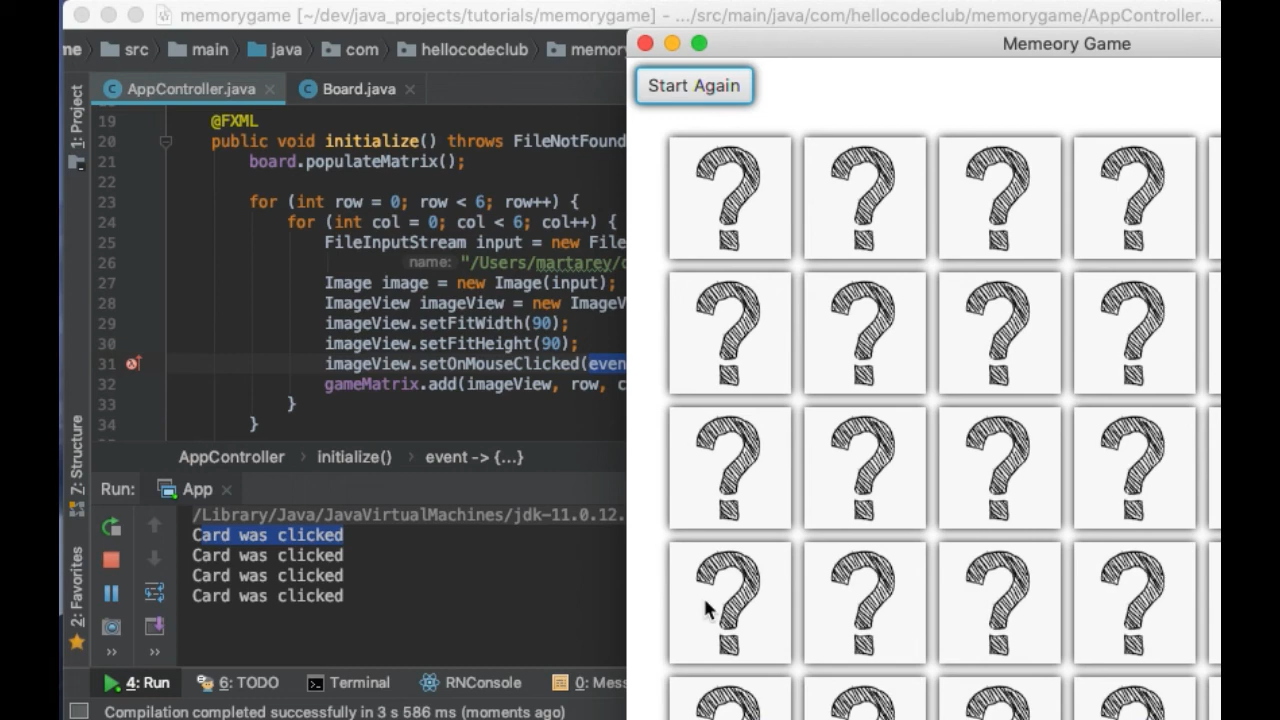 memorygame [~/dev/java_projects/tutorials/memorygame] - .../src/main/java/com/hellocodeclub/memorygame/AppController...
me src main java com hellocodeclub memory
Memeory Game
Start Again
AppController.java Board.java
1: Project
7: Structure
2: Favorites
19 @FXML
20 public void initialize() throws FileNotFound
21 board.populateMatrix();
22
23 for (int row = 0; row < 6; row++) {
24 for (int col = 0; col < 6; col++) {
25 FileInputStream input = new File
26 name: "/Users/martarey/d
27 Image image = new Image(input);
28 ImageView imageView = new ImageV
29 imageView.setFitWidth(90);
30 imageView.setFitHeight(90);
31 imageView.setOnMouseClicked(even
32 gameMatrix.add(imageView, row, c
33 }
34 }
AppController initialize() event -> {...}
Run: App
/Library/Java/JavaVirtualMachines/jdk-11.0.12.
Card was clicked
Card was clicked
Card was clicked
Card was clicked
4: Run 6: TODO Terminal RNConsole 0: Mess
Compilation completed successfully in 3 s 586 ms (moments ago)
? ? ? ?
? ? ? ?
? ? ? ?
? ? ? ?